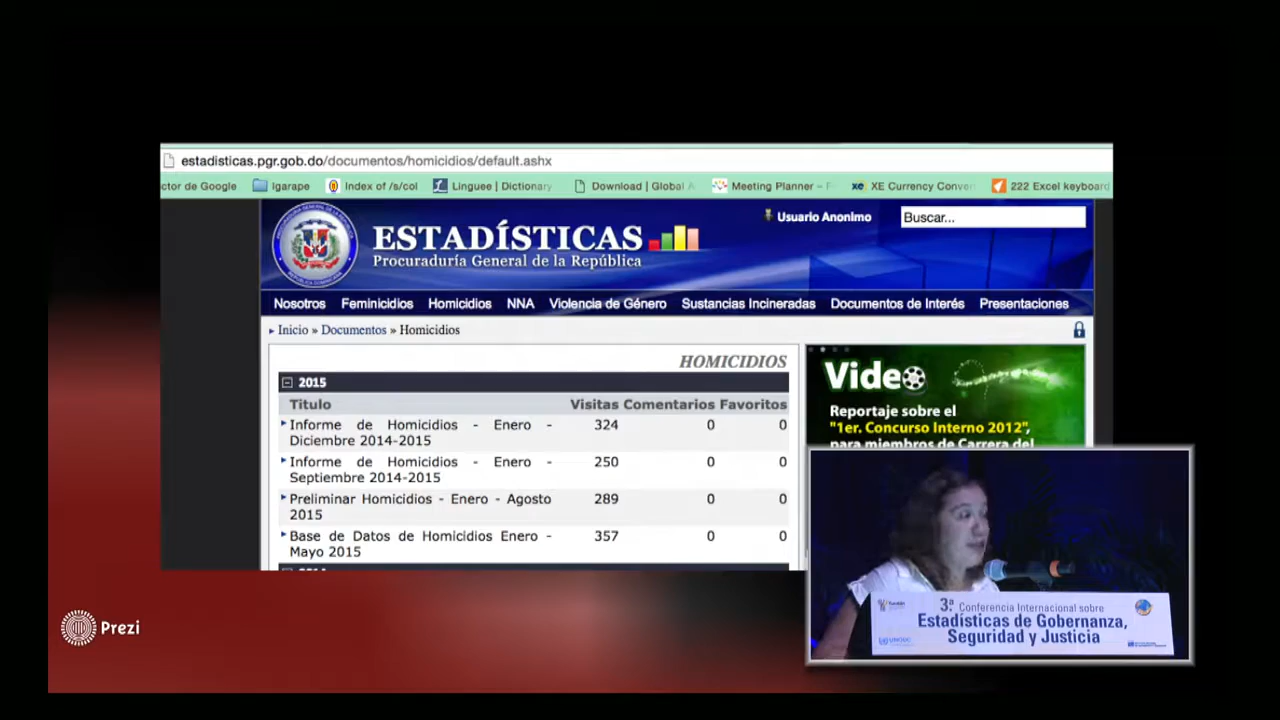 estadisticas.pgr.gob.do/documentos/homicidios/default.ashx
ctor de Google Igarape Index of /s/col Linguee | Dictionary Download | Global Meeting Planner – XE Currency Conver 222 Excel keyboard
Usuario Anonimo Buscar...
ESTADÍSTICAS
Procuraduría General de la República
Nosotros Feminicidios Homicidios NNA Violencia de Género Sustancias Incineradas Documentos de Interés Presentaciones
Inicio » Documentos » Homicidios
HOMICIDIOS
2015
Titulo Visitas Comentarios Favoritos
Informe de Homicidios - Enero - 324 0 0
Diciembre 2014-2015
Informe de Homicidios - Enero - 250 0 0
Septiembre 2014-2015
Preliminar Homicidios - Enero - Agosto 289 0 0
2015
Base de Datos de Homicidios Enero - 357 0 0
Mayo 2015
Video
Reportaje sobre el
"1er. Concurso Interno 2012",
para miembros de Carrera del
3.ª Conferencia Internacional sobre
Estadísticas de Gobernanza,
Seguridad y Justicia
UNODC
Prezi